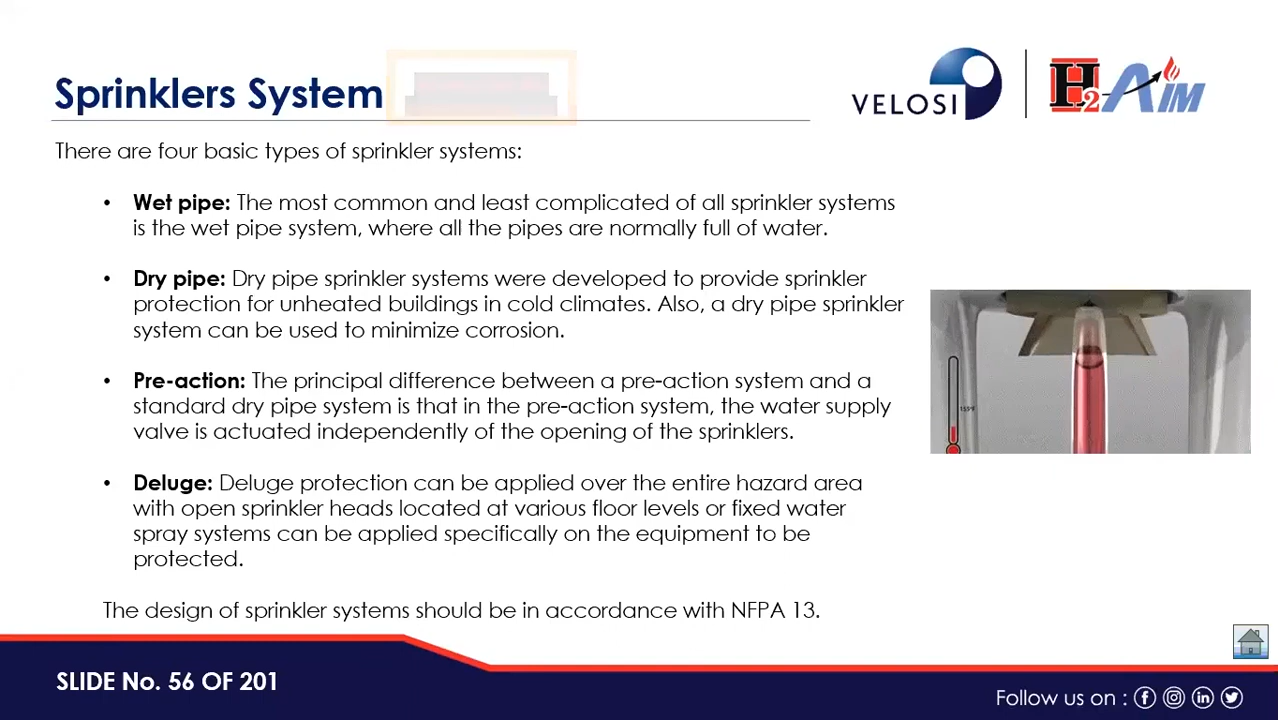 Sprinklers System
VELOSI
H2AIM
There are four basic types of sprinkler systems:
• Wet pipe: The most common and least complicated of all sprinkler systems
is the wet pipe system, where all the pipes are normally full of water.
• Dry pipe: Dry pipe sprinkler systems were developed to provide sprinkler
protection for unheated buildings in cold climates. Also, a dry pipe sprinkler
system can be used to minimize corrosion.
• Pre-action: The principal difference between a pre-action system and a
standard dry pipe system is that in the pre-action system, the water supply
valve is actuated independently of the opening of the sprinklers.
• Deluge: Deluge protection can be applied over the entire hazard area
with open sprinkler heads located at various floor levels or fixed water
spray systems can be applied specifically on the equipment to be
protected.
The design of sprinkler systems should be in accordance with NFPA 13.
SLIDE No. 56 OF 201
Follow us on :